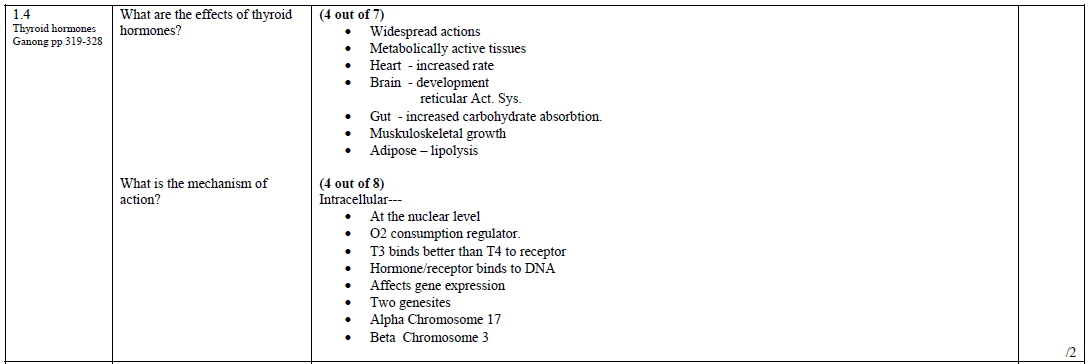 1.4
Thyroid hormones
Ganong pp 319-328
What are the effects of thyroid
hormones?
(4 out of 7)
• Widespread actions
• Metabolically active tissues
• Heart - increased rate
• Brain - development
reticular Act. Sys.
• Gut - increased carbohydrate absorbtion.
• Muskuloskeletal growth
• Adipose – lipolysis
What is the mechanism of
action?
(4 out of 8)
Intracellular---
• At the nuclear level
• O2 consumption regulator.
• T3 binds better than T4 to receptor
• Hormone/receptor binds to DNA
• Affects gene expression
• Two genesites
• Alpha Chromosome 17
• Beta Chromosome 3
/2